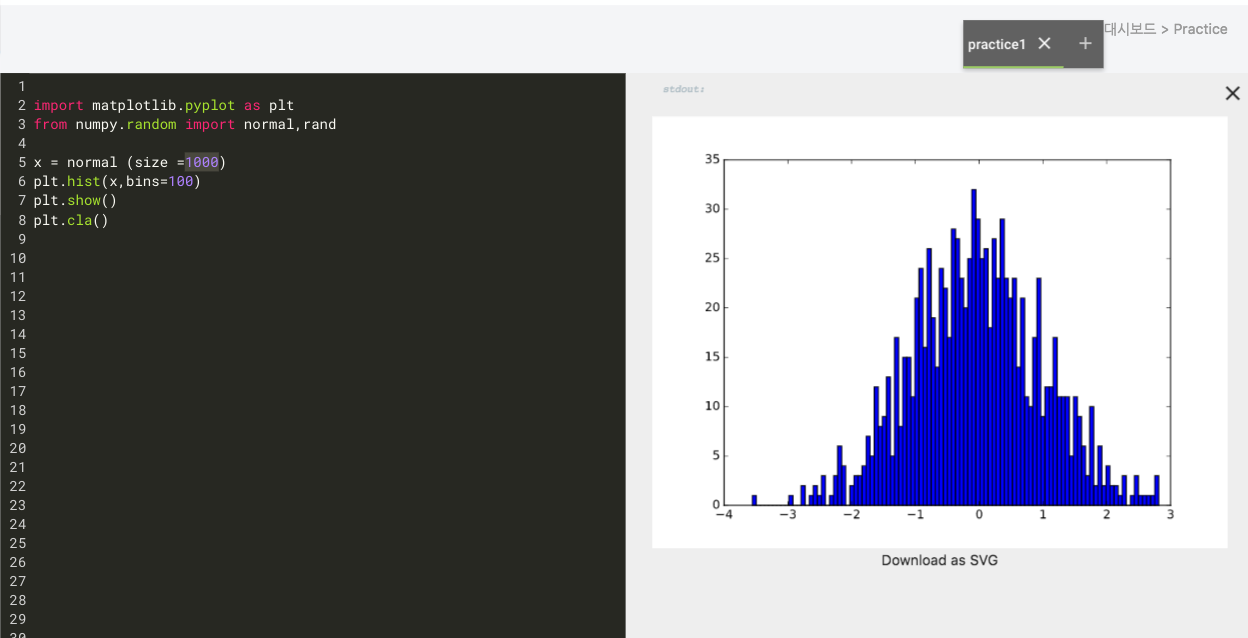 practice1 ✕ +
대시보드 > Practice
1
2 import matplotlib.pyplot as plt
3 from numpy.random import normal,rand
4
5 x = normal (size =1000)
6 plt.hist(x,bins=100)
7 plt.show()
8 plt.cla()
9
10
11
12
13
14
15
16
17
18
19
20
21
22
23
24
25
26
27
28
29
30
stdout:
35
30
25
20
15
10
5
0
−4 −3 −2 −1 0 1 2 3
Download as SVG